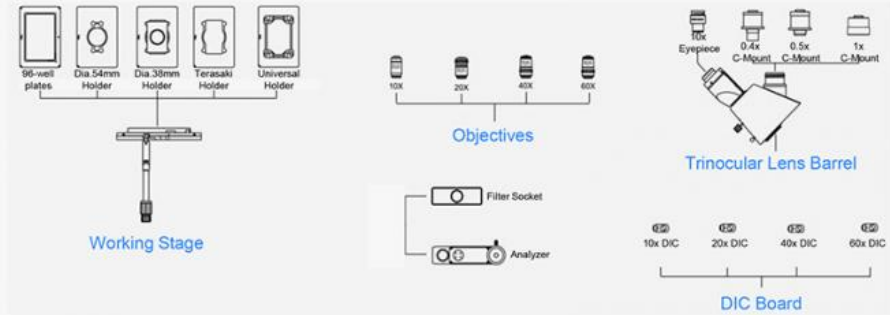 96-well
plates
Dia.54mm
Holder
Dia.38mm
Holder
Terasaki
Holder
Universal
Holder
Working Stage
10X
20X
40X
60X
Objectives
Filter Socket
Analyzer
10x
Eyepiece
0.4x
C-Mount
0.5x
C-Mount
1x
C-Mount
Trinocular Lens Barrel
10x DIC
20x DIC
40x DIC
60x DIC
DIC Board